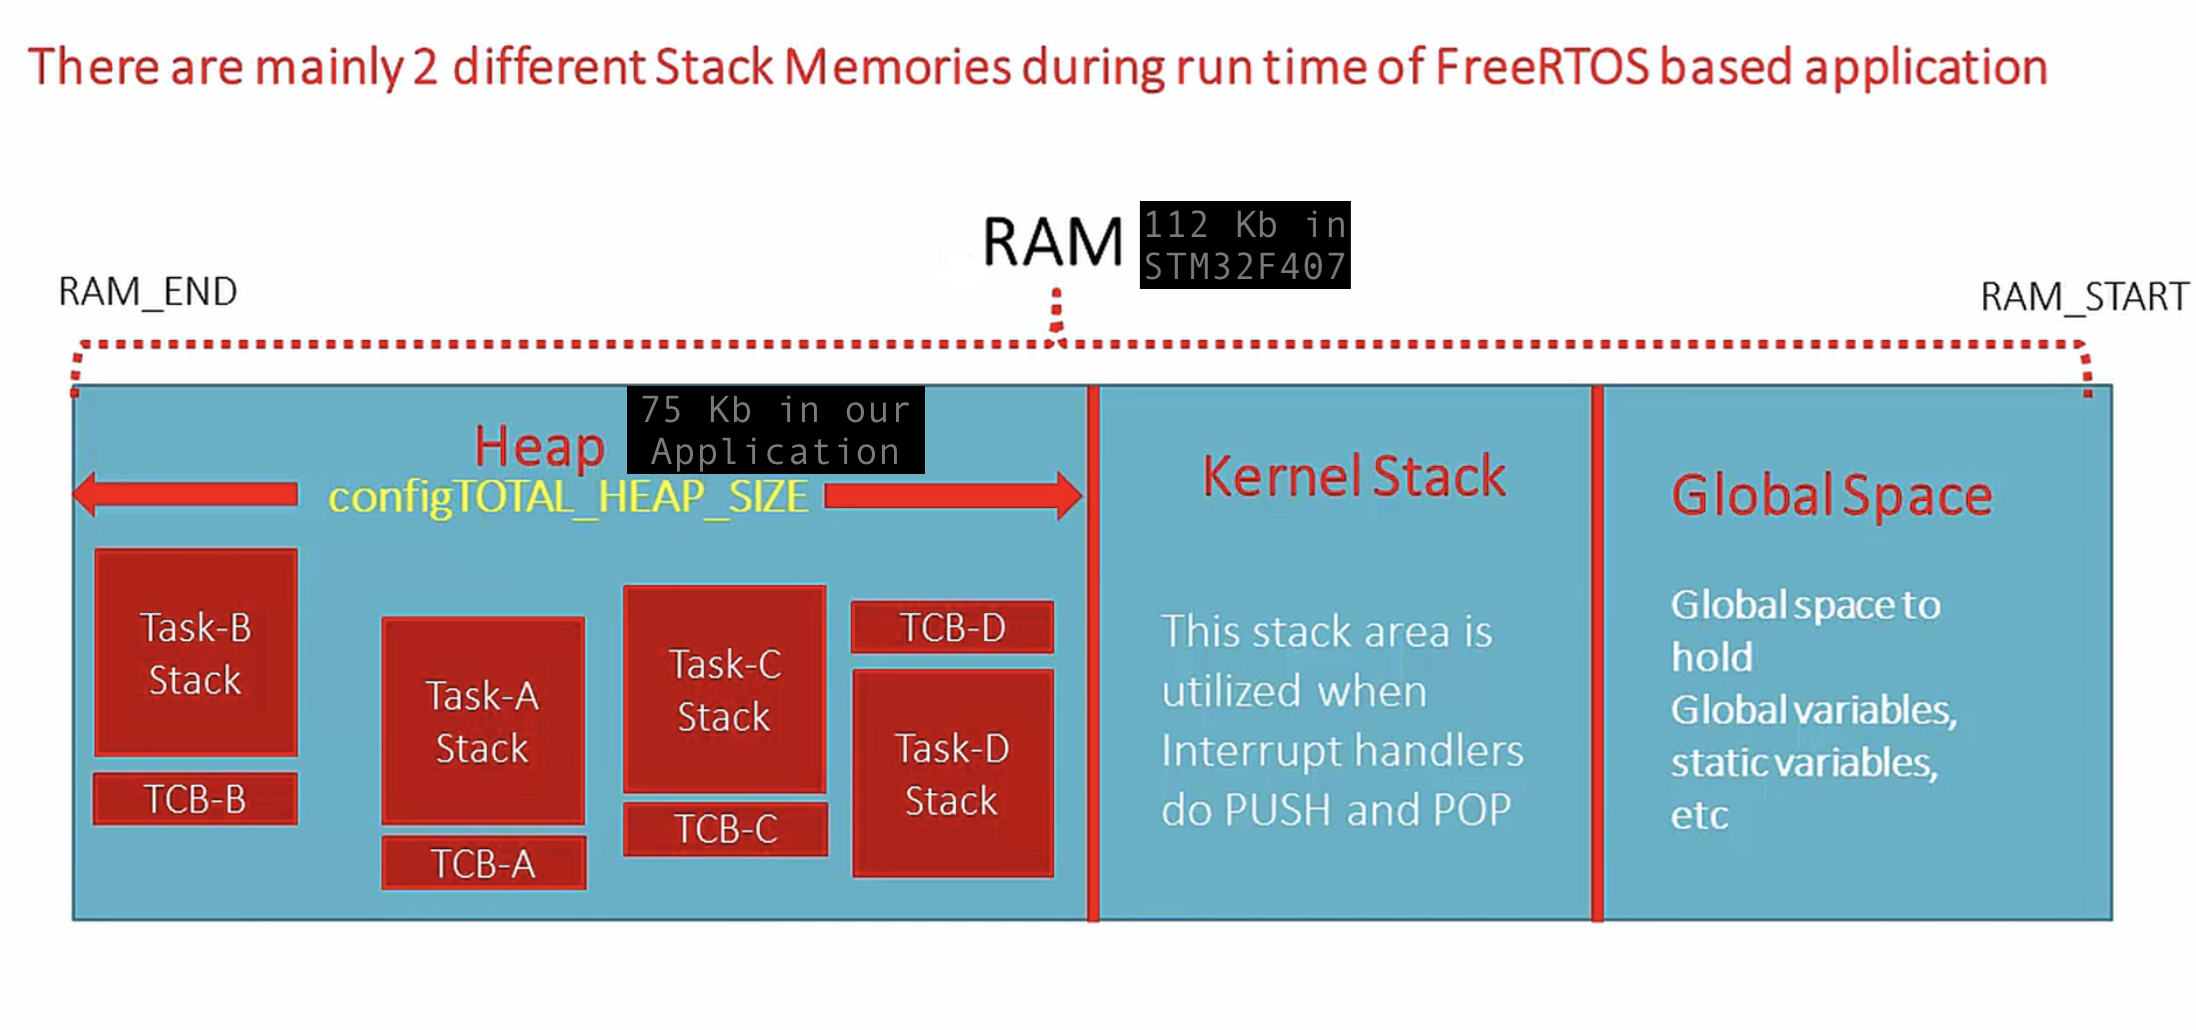 There are mainly 2 different Stack Memories during run time of FreeRTOS based application
RAM
112 Kb in
STM32F407
RAM_END
RAM_START
Heap
75 Kb in our
Application
configTOTAL_HEAP_SIZE
Task-B
Stack
TCB-B
Task-A
Stack
TCB-A
Task-C
Stack
TCB-C
TCB-D
Task-D
Stack
Kernel Stack
This stack area is
utilized when
Interrupt handlers
do PUSH and POP
Global Space
Global space to
hold
Global variables,
static variables,
etc